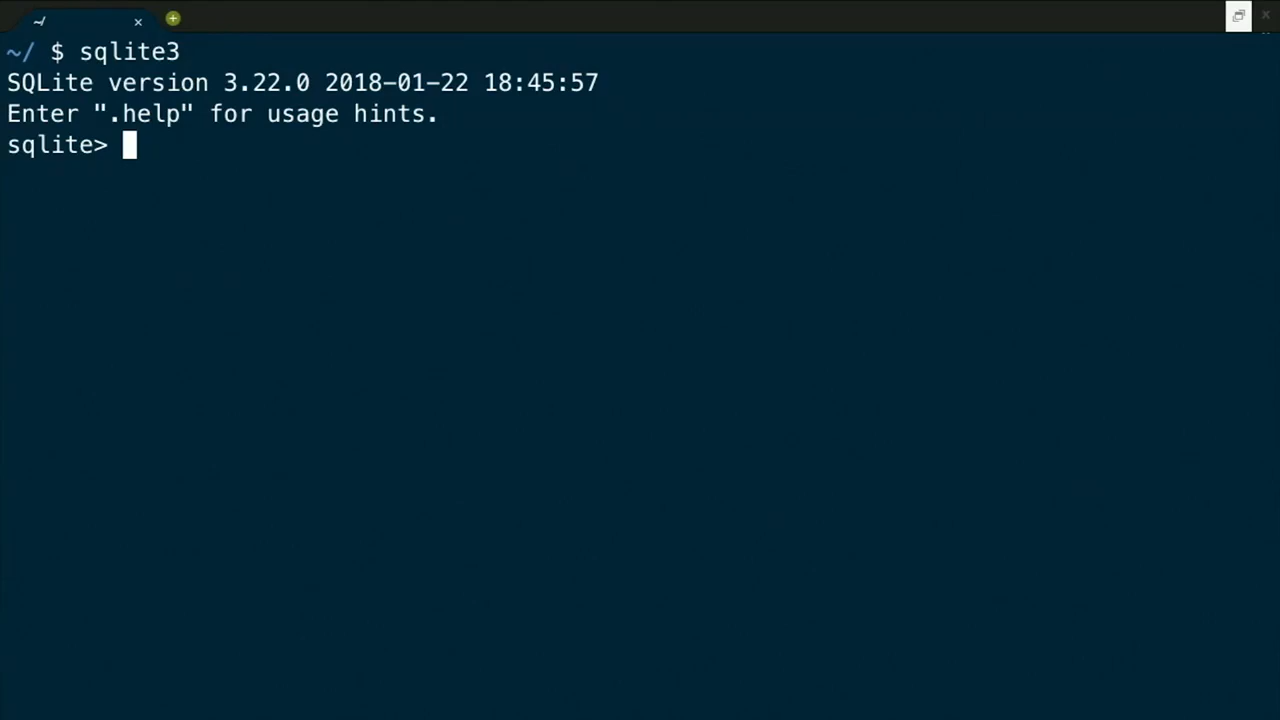 ~/
~/ $ sqlite3
SQLite version 3.22.0 2018-01-22 18:45:57
Enter ".help" for usage hints.
sqlite>